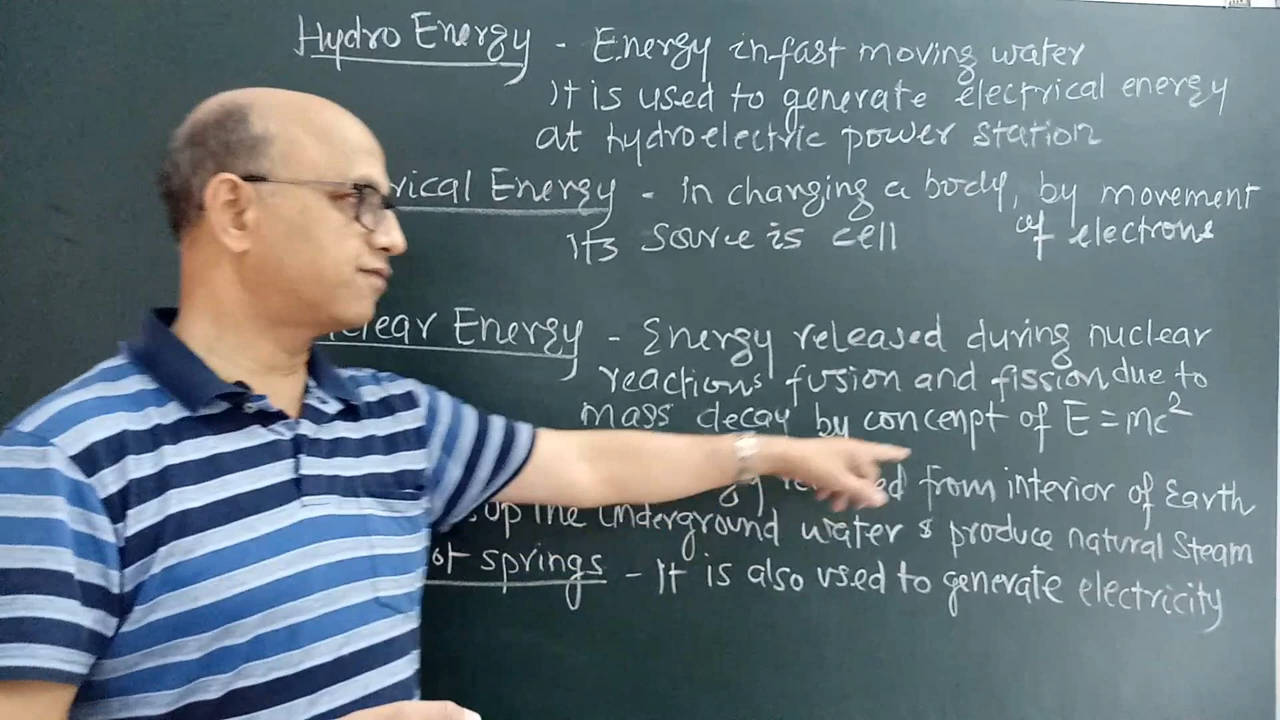 Hydro Energy - Energy in fast moving water
It is used to generate electrical energy
at hydroelectric power station
rical Energy - In changing a body, by movement
of electrons
Its source is cell
clear Energy - Energy released during nuclear
reactions fusion and fission due to
mass decay by concenpt of E = mc²
from interior of Earth
up the underground water & produce natural steam
ot springs - It is also used to generate electricity